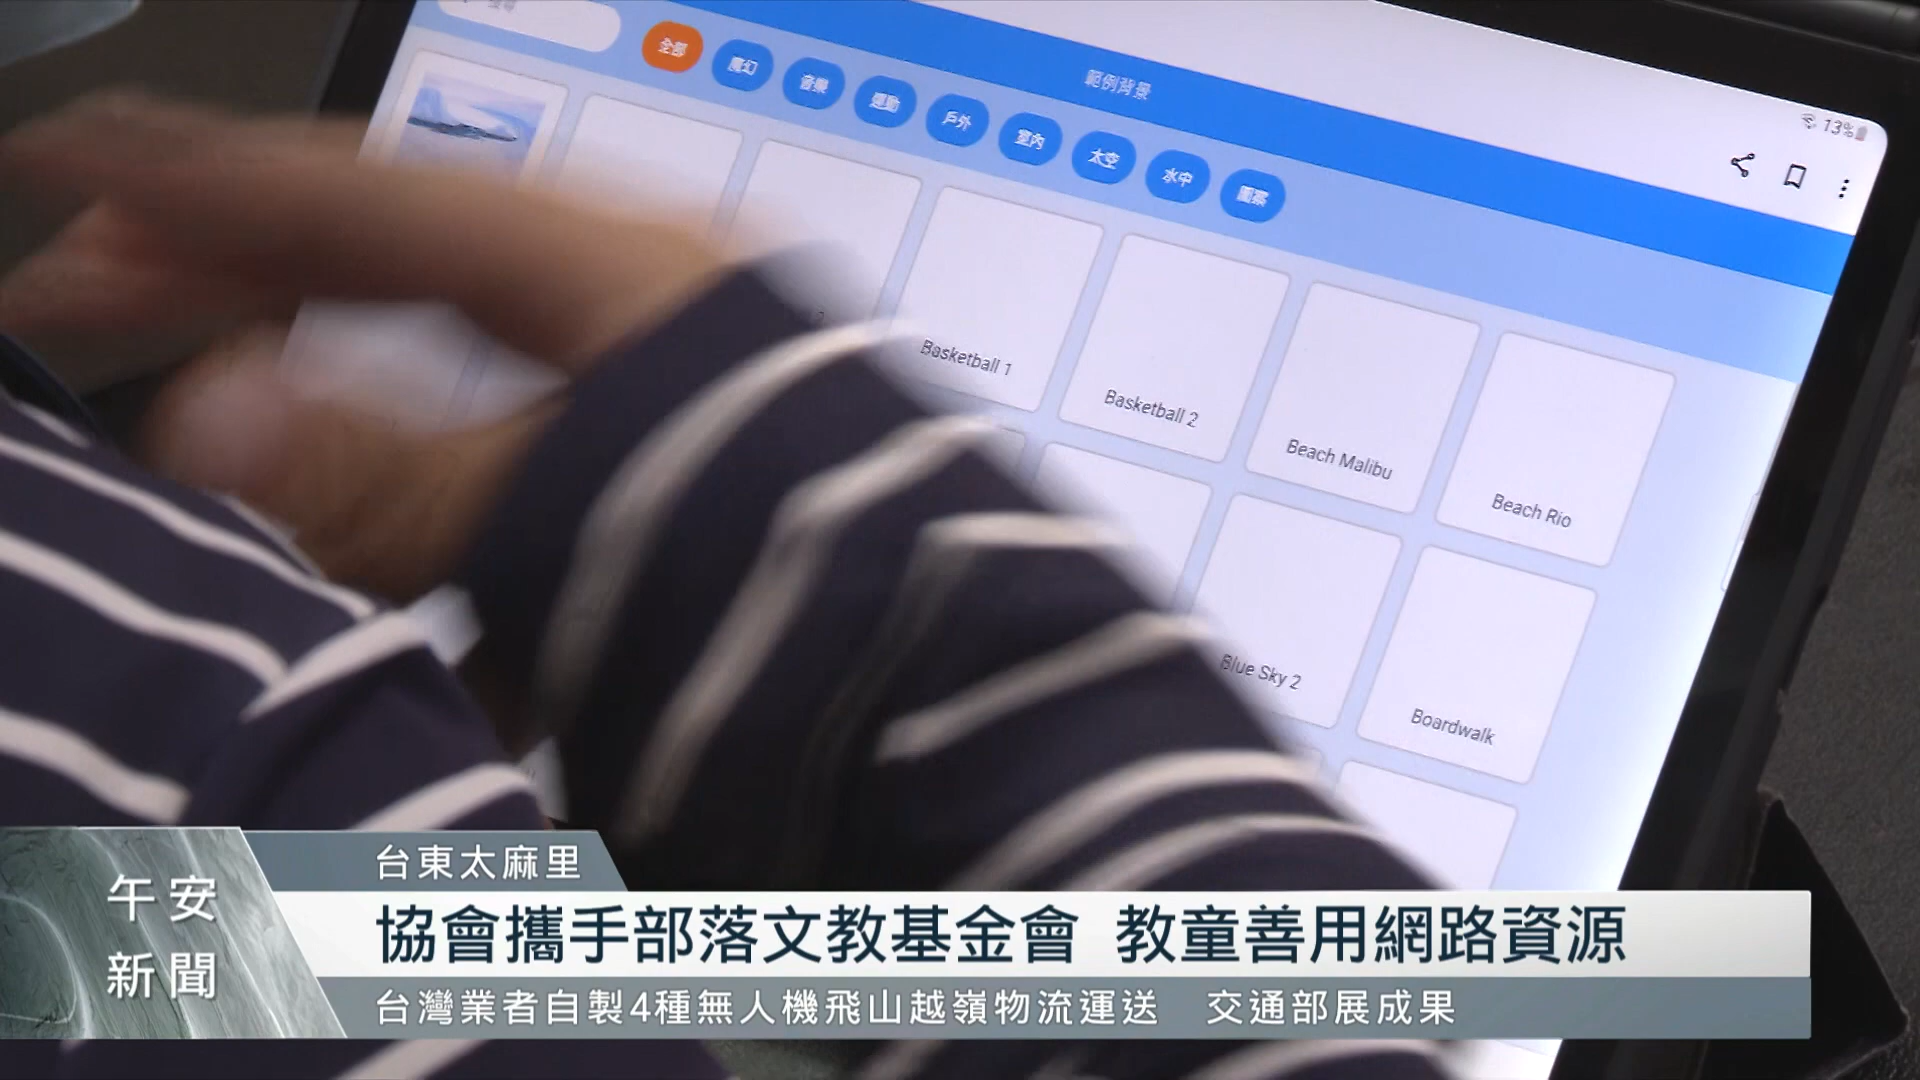 搜尋
全部
魔幻
音樂
運動
戶外
室內
太空
水中
圖案
範例背景
13%
Basketball 1
Basketball 2
Beach Malibu
Beach Rio
Blue Sky 2
Boardwalk
午安
新聞
台東太麻里
協會攜手部落文教基金會 教童善用網路資源
台灣業者自製4種無人機飛山越嶺物流運送 交通部展成果